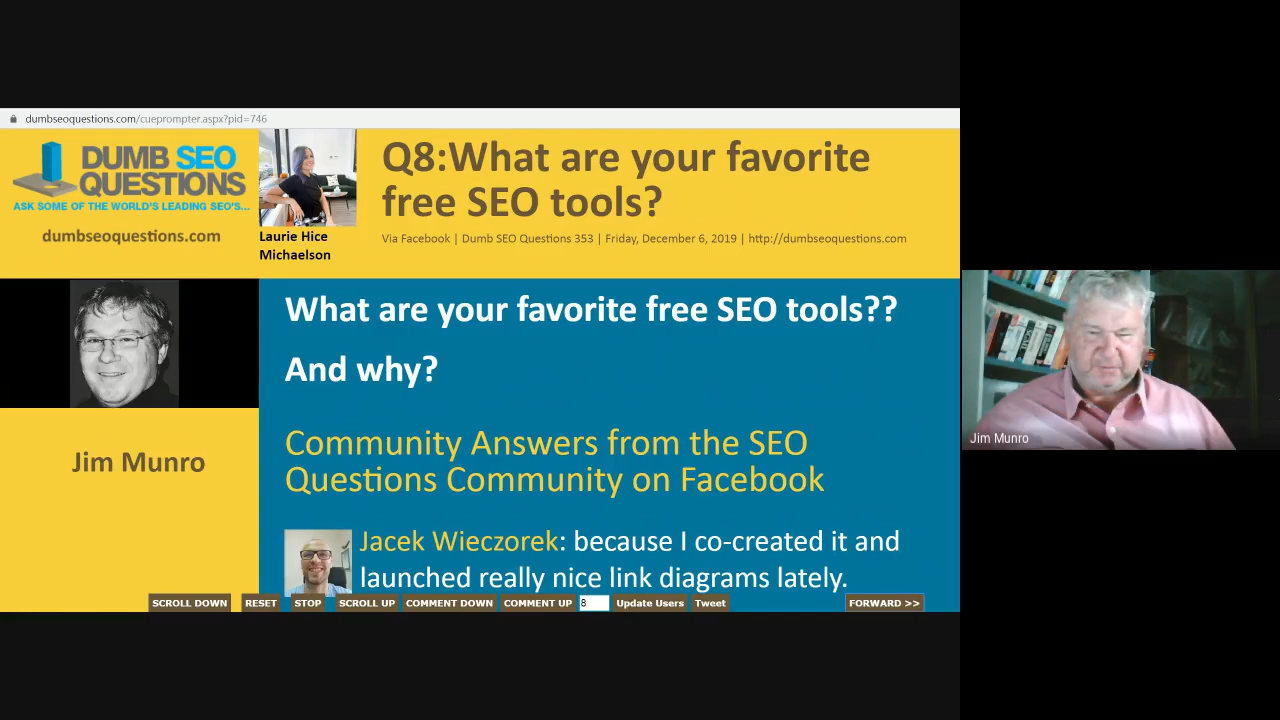 dumbseoquestions.com/cueprompter.aspx?pid=746
DUMB SEO
QUESTIONS
ASK SOME OF THE WORLD'S LEADING SEO'S...
dumbseoquestions.com
Laurie Hice
Michaelson
Q8:What are your favorite
free SEO tools?
Via Facebook | Dumb SEO Questions 353 | Friday, December 6, 2019 | http://dumbseoquestions.com
Jim Munro
What are your favorite free SEO tools??
And why?
Community Answers from the SEO
Questions Community on Facebook
Jacek Wieczorek: because I co-created it and
launched really nice link diagrams lately.
SCROLL DOWN RESET STOP SCROLL UP COMMENT DOWN COMMENT UP 8 Update Users Tweet FORWARD >>
Jim Munro